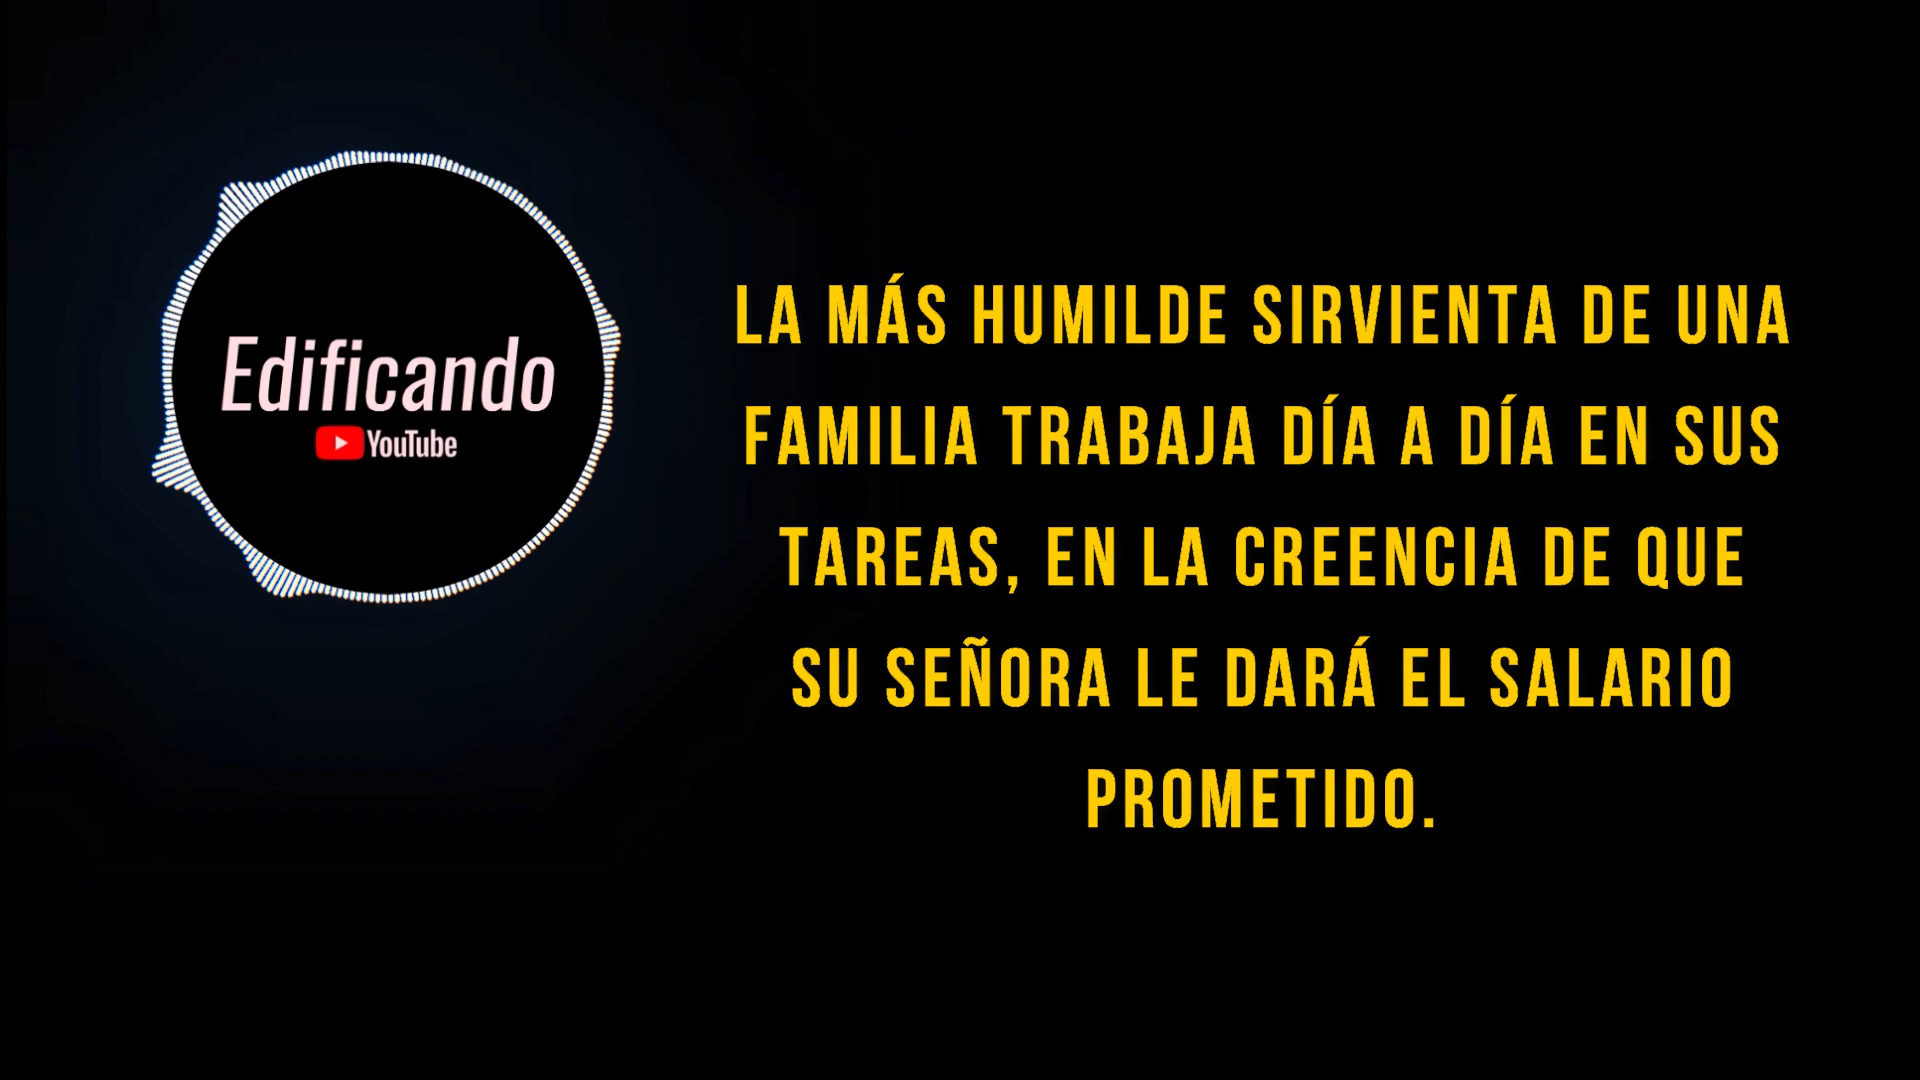 Edificando
YouTube
LA MÁS HUMILDE SIRVIENTA DE UNA
FAMILIA TRABAJA DÍA A DÍA EN SUS
TAREAS, EN LA CREENCIA DE QUE
SU SEÑORA LE DARÁ EL SALARIO
PROMETIDO.